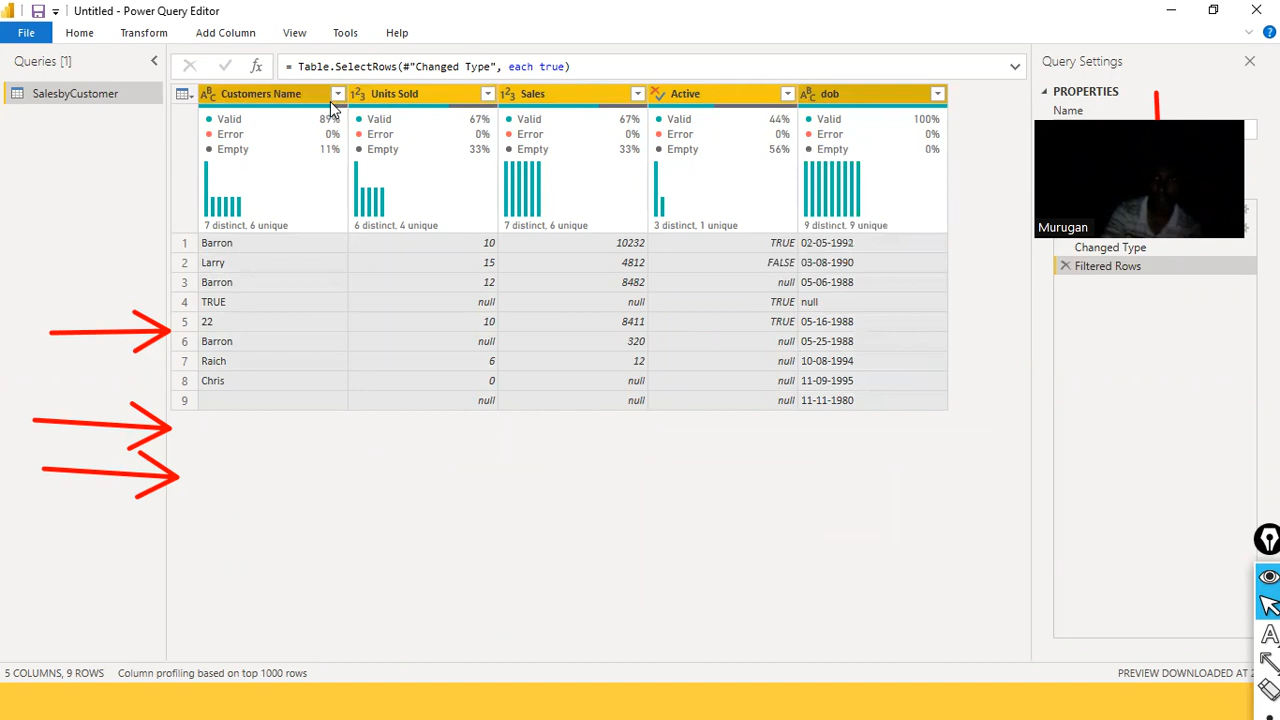 Untitled - Power Query Editor
File Home Transform Add Column View Tools Help
Queries [1]
SalesbyCustomer
fx = Table.SelectRows(#"Changed Type", each true)
Query Settings
PROPERTIES
Name
Murugan
Changed Type
Filtered Rows
ABC Customers Name 123 Units Sold 123 Sales Active ABC dob
Valid Valid 67% Valid 67% Valid 44% Valid 100%
Error 0% Error 0% Error 0% Error 0% Error 0%
Empty 11% Empty 33% Empty 33% Empty 56% Empty 0%
7 distinct, 6 unique 6 distinct, 4 unique 7 distinct, 6 unique 3 distinct, 1 unique 9 distinct, 9 unique
1 Barron 10 10232 TRUE 02-05-1992
2 Larry 15 4812 FALSE 03-08-1990
3 Barron 12 8482 null 05-06-1988
4 TRUE null null TRUE null
5 22 10 8411 TRUE 05-16-1988
6 Barron null 320 null 05-25-1988
7 Raich 6 12 null 10-08-1994
8 Chris 0 null null 11-09-1995
9 null null null 11-11-1980
5 COLUMNS, 9 ROWS Column profiling based on top 1000 rows
PREVIEW DOWNLOADED AT
A